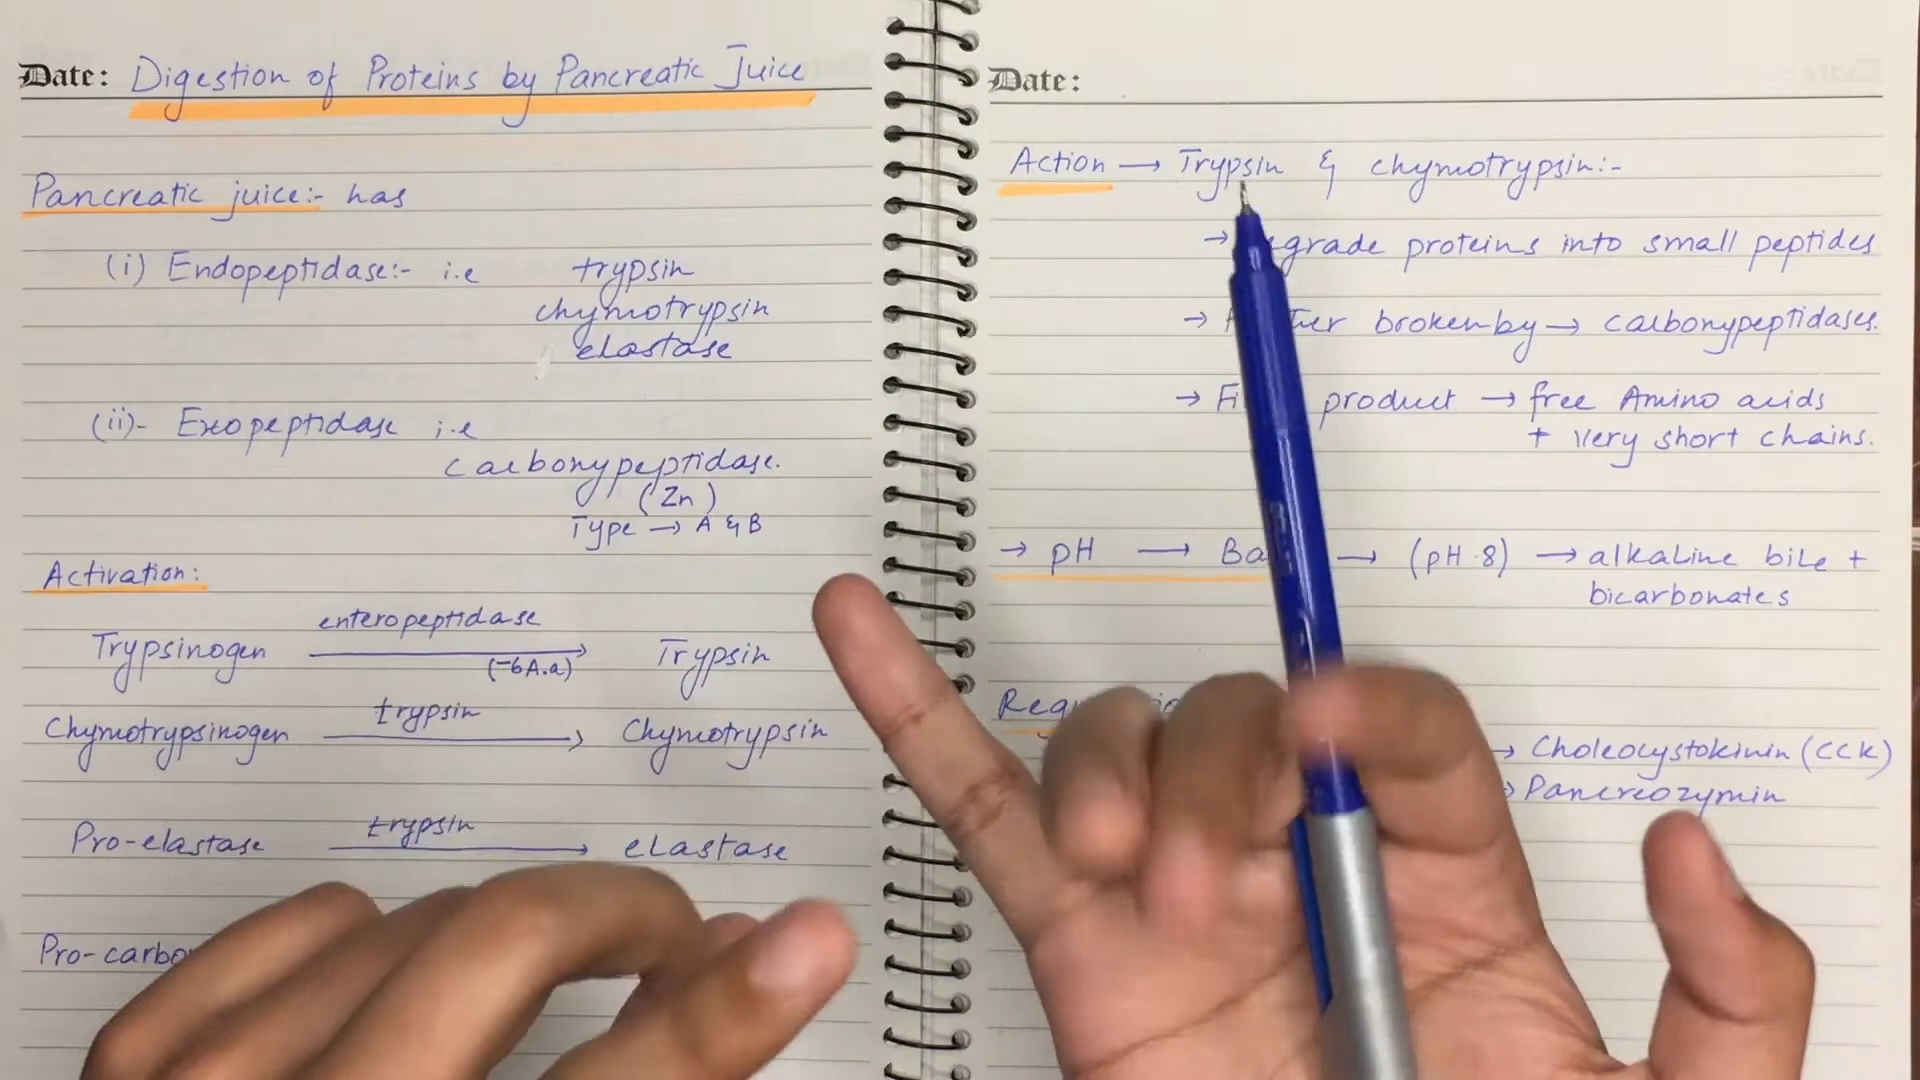 Date: Digestion of Proteins by Pancreatic Juice
Pancreatic juice:- has
(i) Endopeptidase:- i.e trypsin
chymotrypsin
elastase
(ii)- Exopeptidase i.e
carboxypeptidase.
(Zn)
Type → A & B
Activation:
Trypsinogen enteropeptidase → (-6A.a) Trypsin
Chymotrypsinogen trypsin → Chymotrypsin
Pro-elastase trypsin → elastase
Date:
Action → Trypsin & chymotrypsin:-
→ proteins into small peptides
→ broken by → carboxypeptidases.
→ product → free Amino acids
+ very short chains.
→ pH → → (pH·8) → alkaline bile +
bicarbonates
→ Cholecystokinin (CCK)
→ Pancreozymin